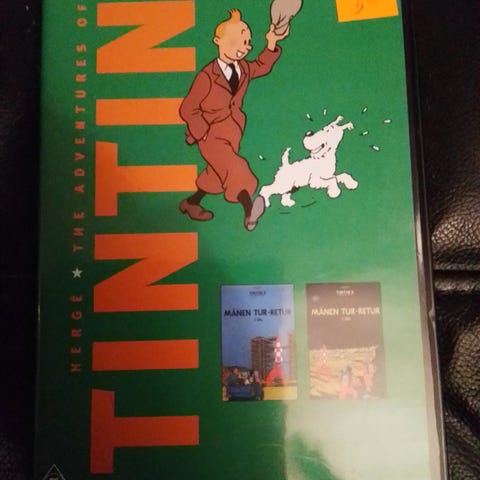 HERGÉ ★ THE ADVENTURES OF
TINTIN
MÅNEN TUR-RETUR
MÅNEN TUR-RETUR